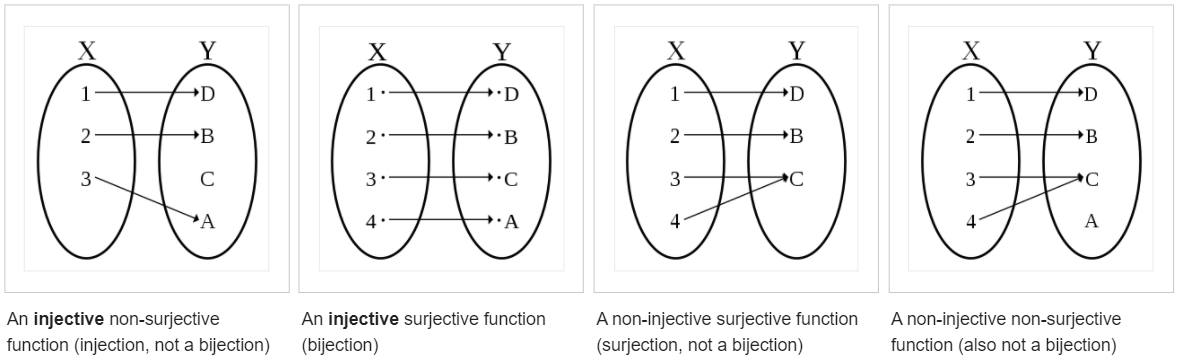 X Y
1 D
2 B
3 C
A
An injective non-surjective
function (injection, not a bijection)
X Y
1 · · D
2 · · B
3 · · C
4 · · A
An injective surjective function
(bijection)
X Y
1 D
2 B
3 C
4
A non-injective surjective function
(surjection, not a bijection)
X Y
1 D
2 B
3 C
4 A
A non-injective non-surjective
function (also not a bijection)